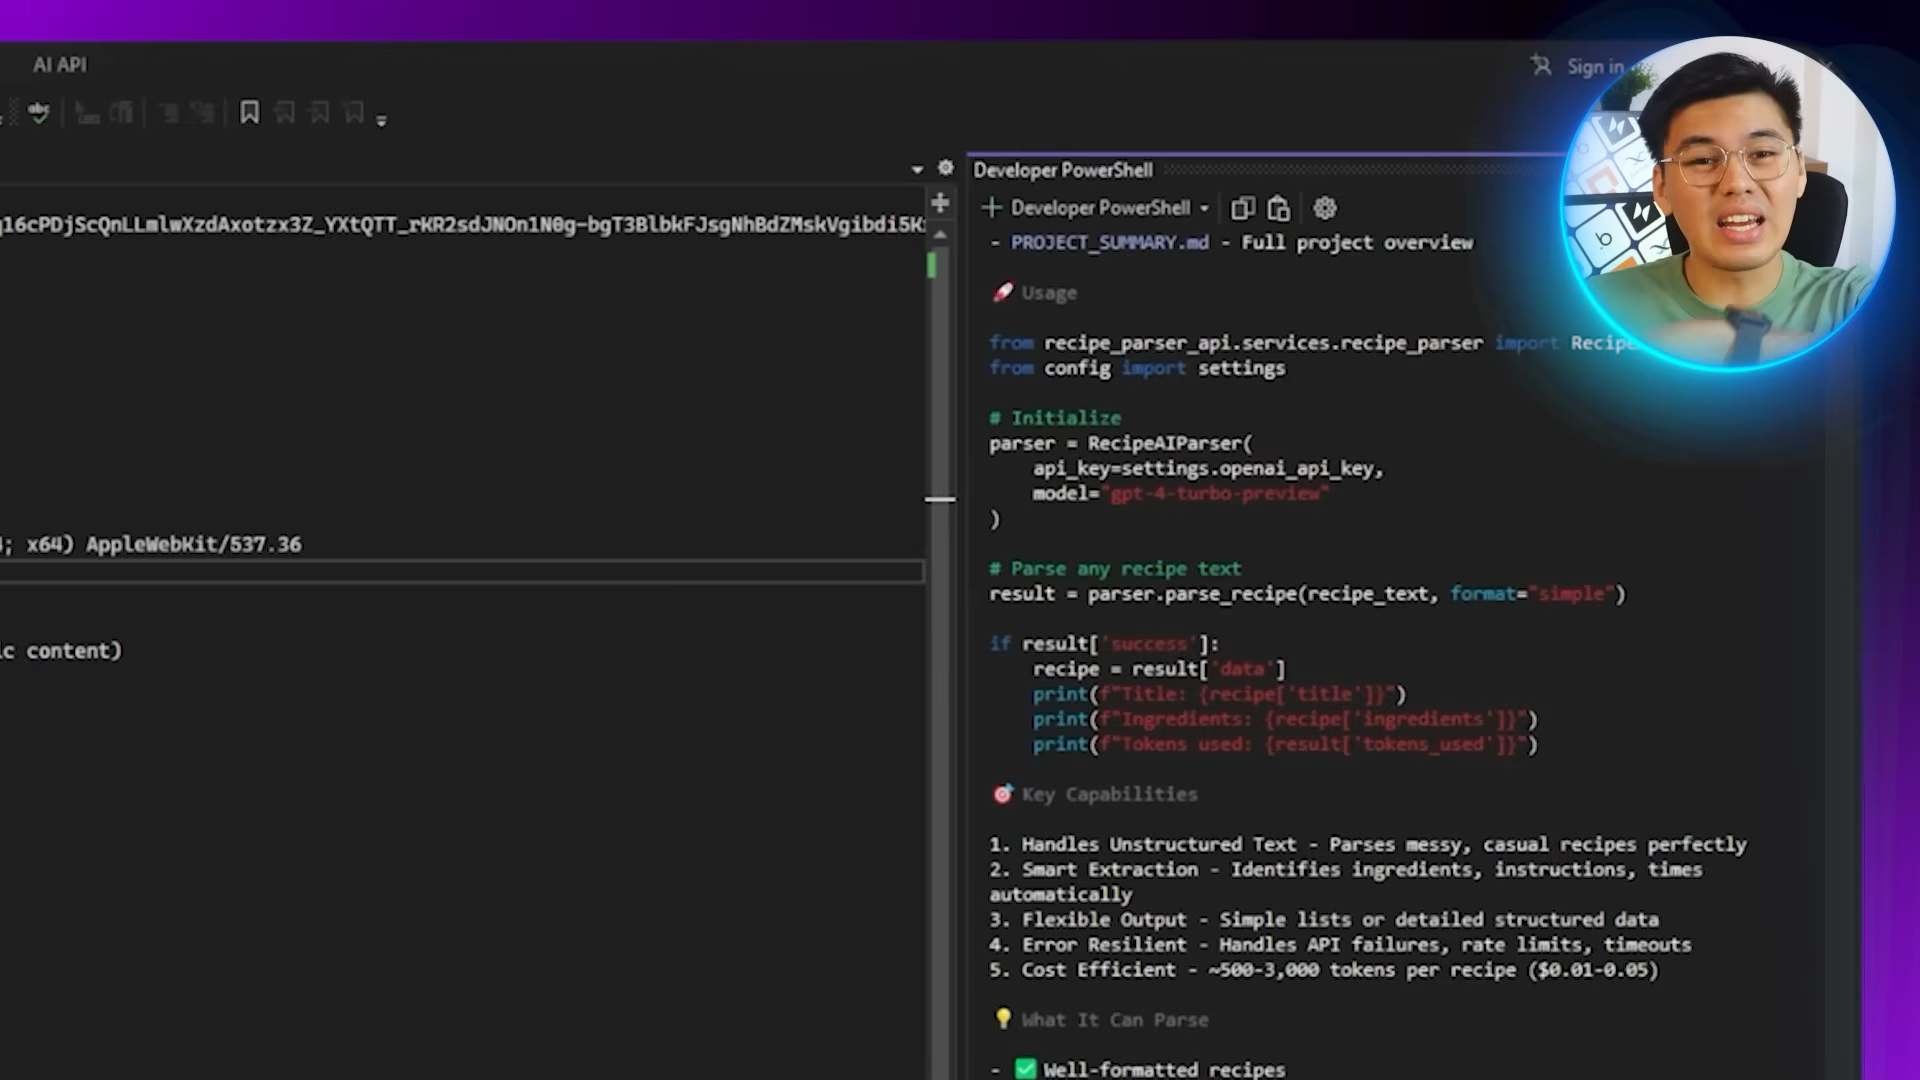 AI API
Sign in
Developer PowerShell
Developer PowerShell
[partially visible API key omitted]
- PROJECT_SUMMARY.md - Full project overview
Usage
from recipe_parser_api.services.recipe_parser import Recipe
from config import settings
# Initialize
parser = RecipeAIParser(
api_key=settings.openai_api_key,
model="gpt-4-turbo-preview"
)
; x64) AppleWebKit/537.36
# Parse any recipe text
result = parser.parse_recipe(recipe_text, format="simple")
if result['success']:
c content)
recipe = result['data']
print(f"Title: {recipe['title']}")
print(f"Ingredients: {recipe['ingredients']}")
print(f"Tokens used: {result['tokens_used']}")
Key Capabilities
1. Handles Unstructured Text - Parses messy, casual recipes perfectly
2. Smart Extraction - Identifies ingredients, instructions, times
automatically
3. Flexible Output - Simple lists or detailed structured data
4. Error Resilient - Handles API failures, rate limits, timeouts
5. Cost Efficient - ~500-3,000 tokens per recipe ($0.01-0.05)
What It Can Parse
- ✅ Well-formatted recipes